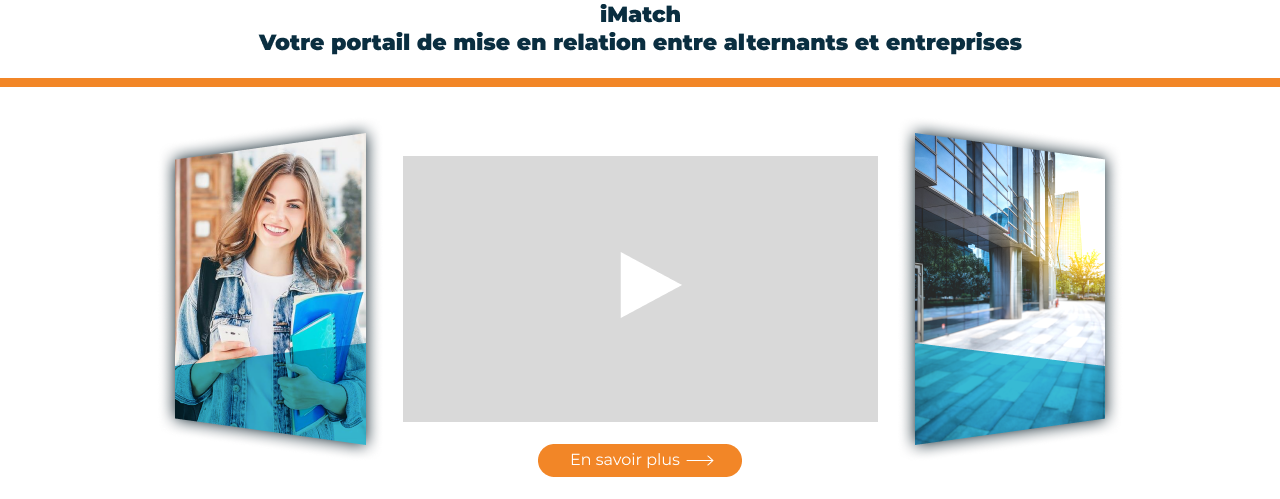 iMatch
Votre portail de mise en relation entre alternants et entreprises
En savoir plus